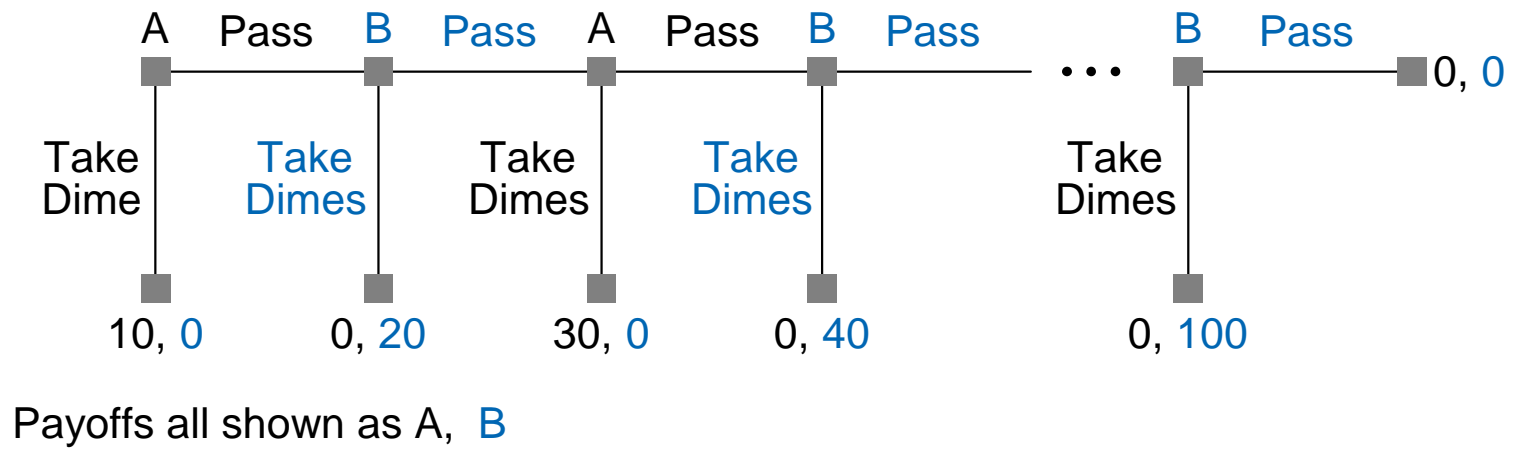 A Pass B Pass A Pass B Pass B Pass
... 0, 0
Take Take Take Take Take
Dime Dimes Dimes Dimes Dimes
10, 0 0, 20 30, 0 0, 40 0, 100
Payoffs all shown as A, B